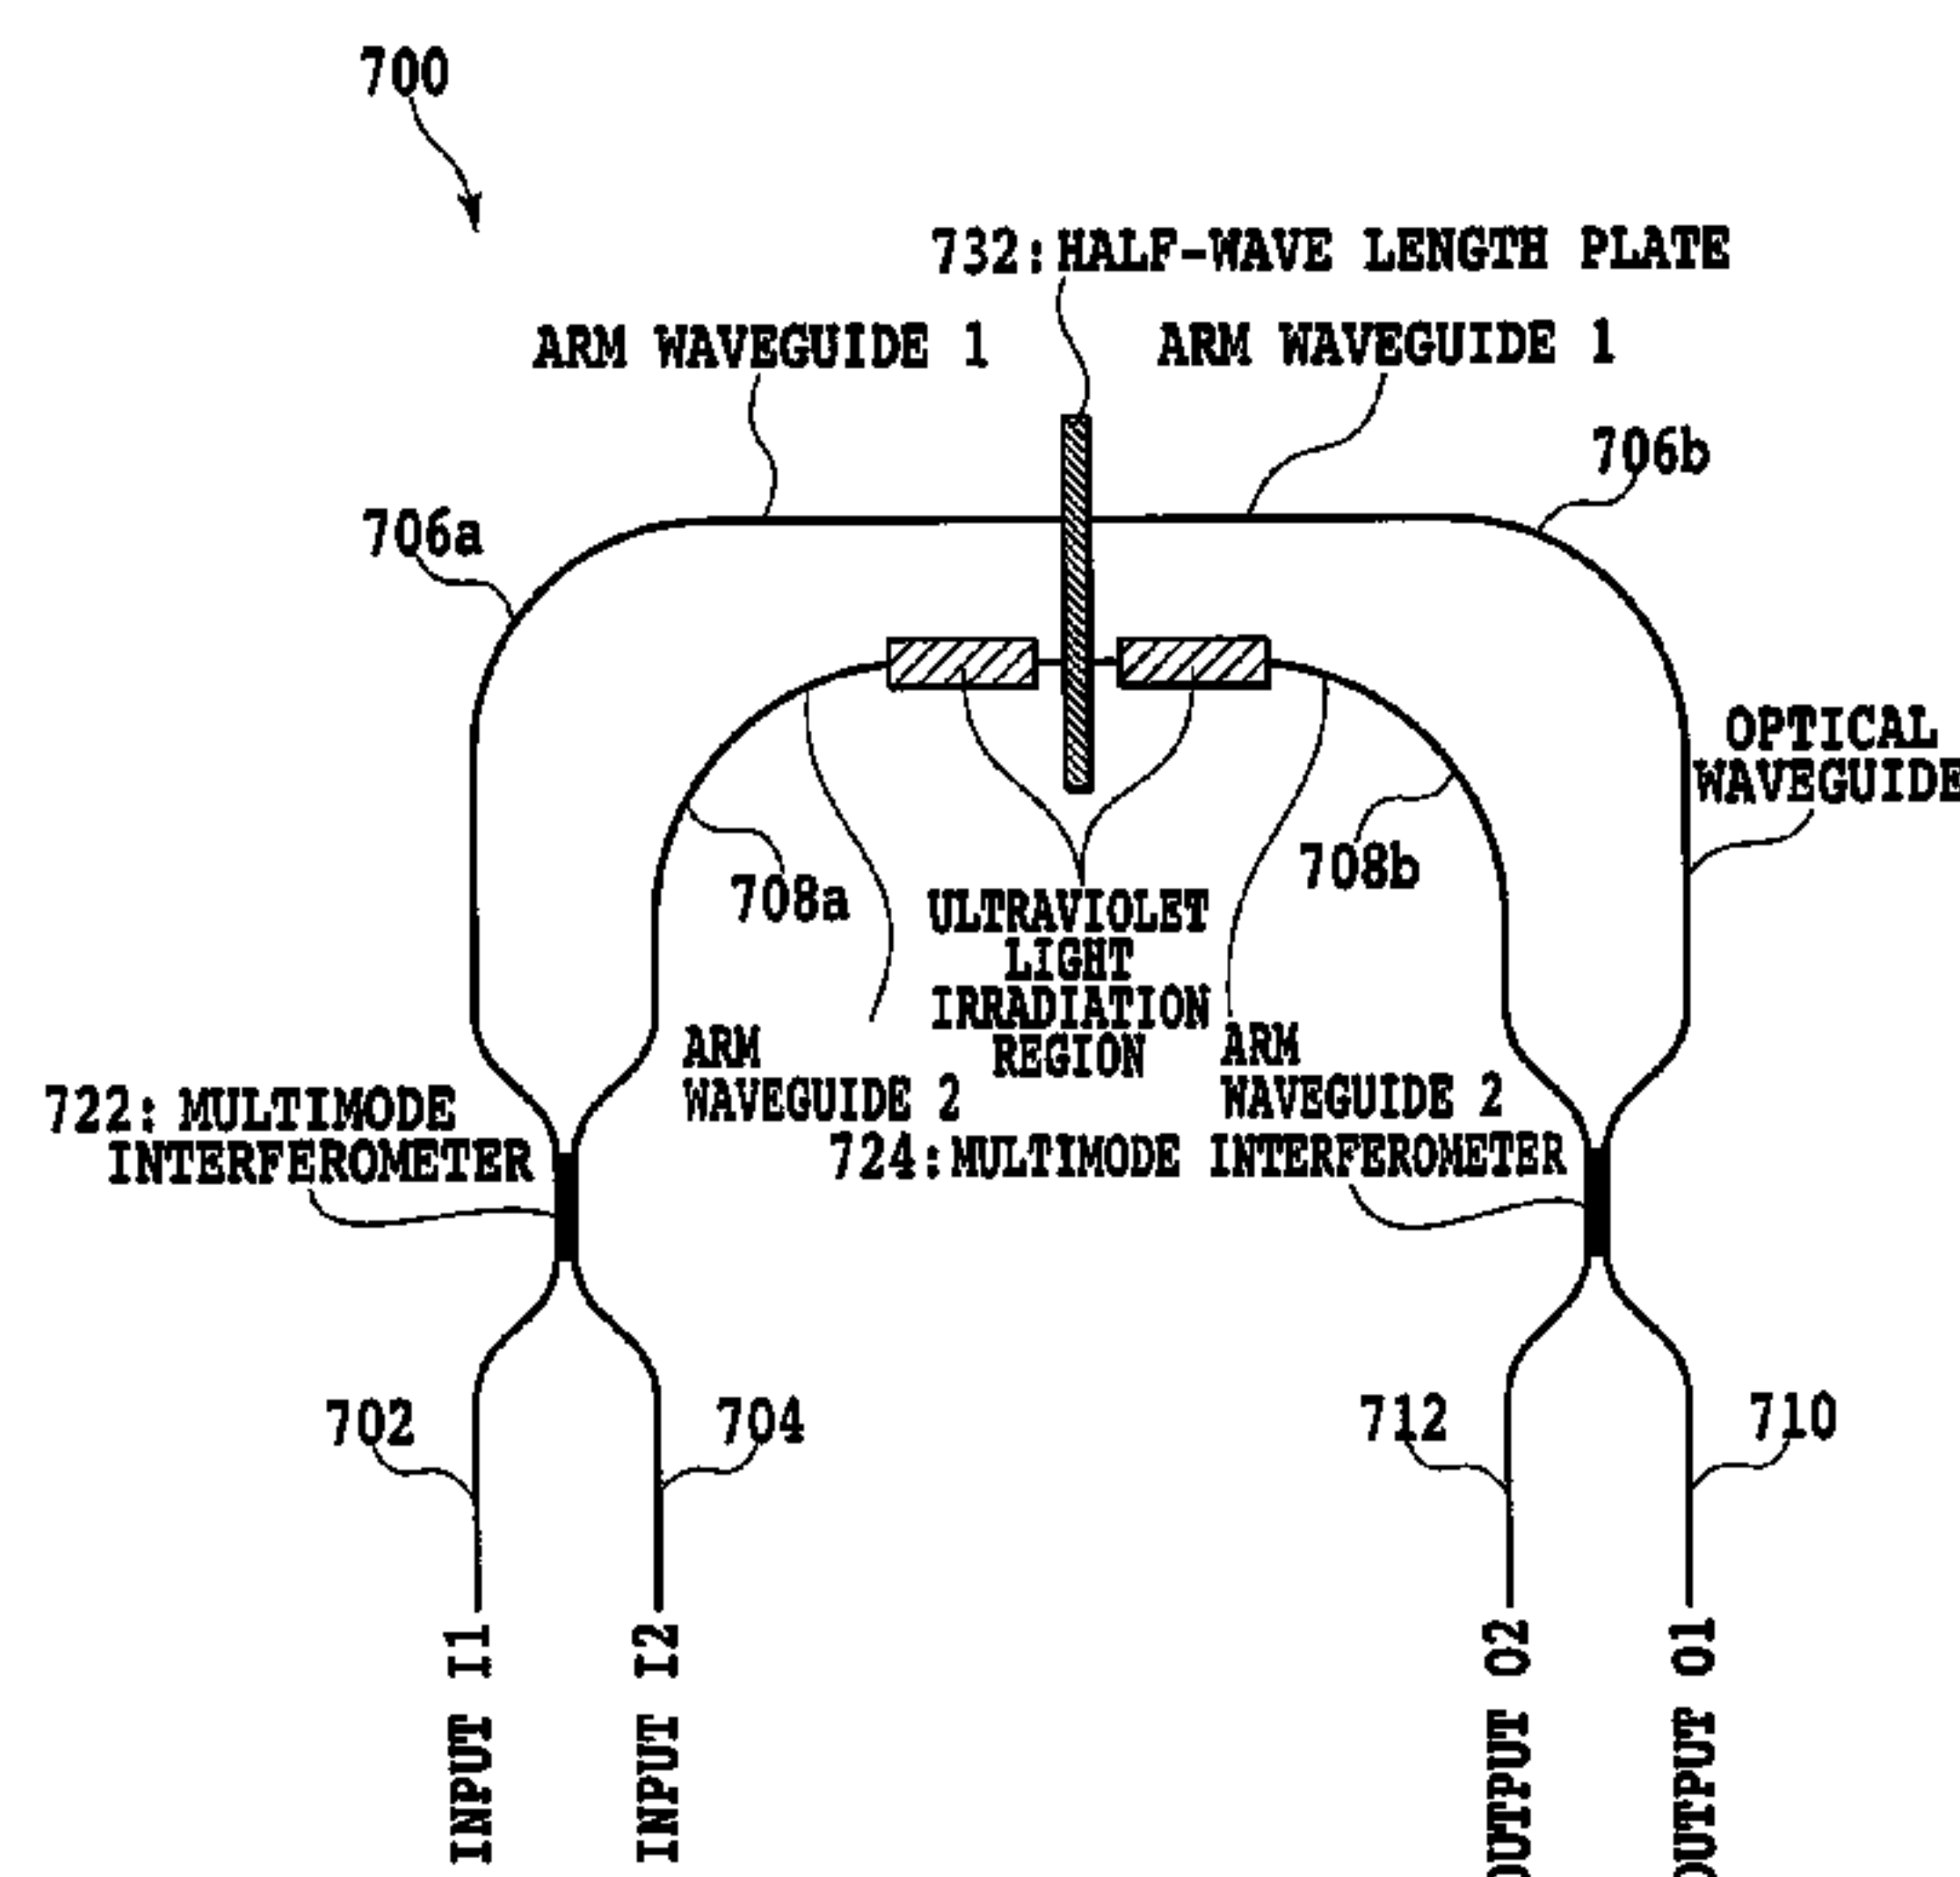 700
732:HALF-WAVE LENGTH PLATE
ARM WAVEGUIDE 1
ARM WAVEGUIDE 1
706b
706a
OPTICAL
WAVEGUIDE
708a
708b
ULTRAVIOLET
LIGHT
IRRADIATION
REGION
ARM
WAVEGUIDE 2
ARM
WAVEGUIDE 2
722: MULTIMODE
INTERFEROMETER
724:MULTIMODE INTERFEROMETER
702
704
712
710
INPUT I1
INPUT I2
OUTPUT O2
OUTPUT O1